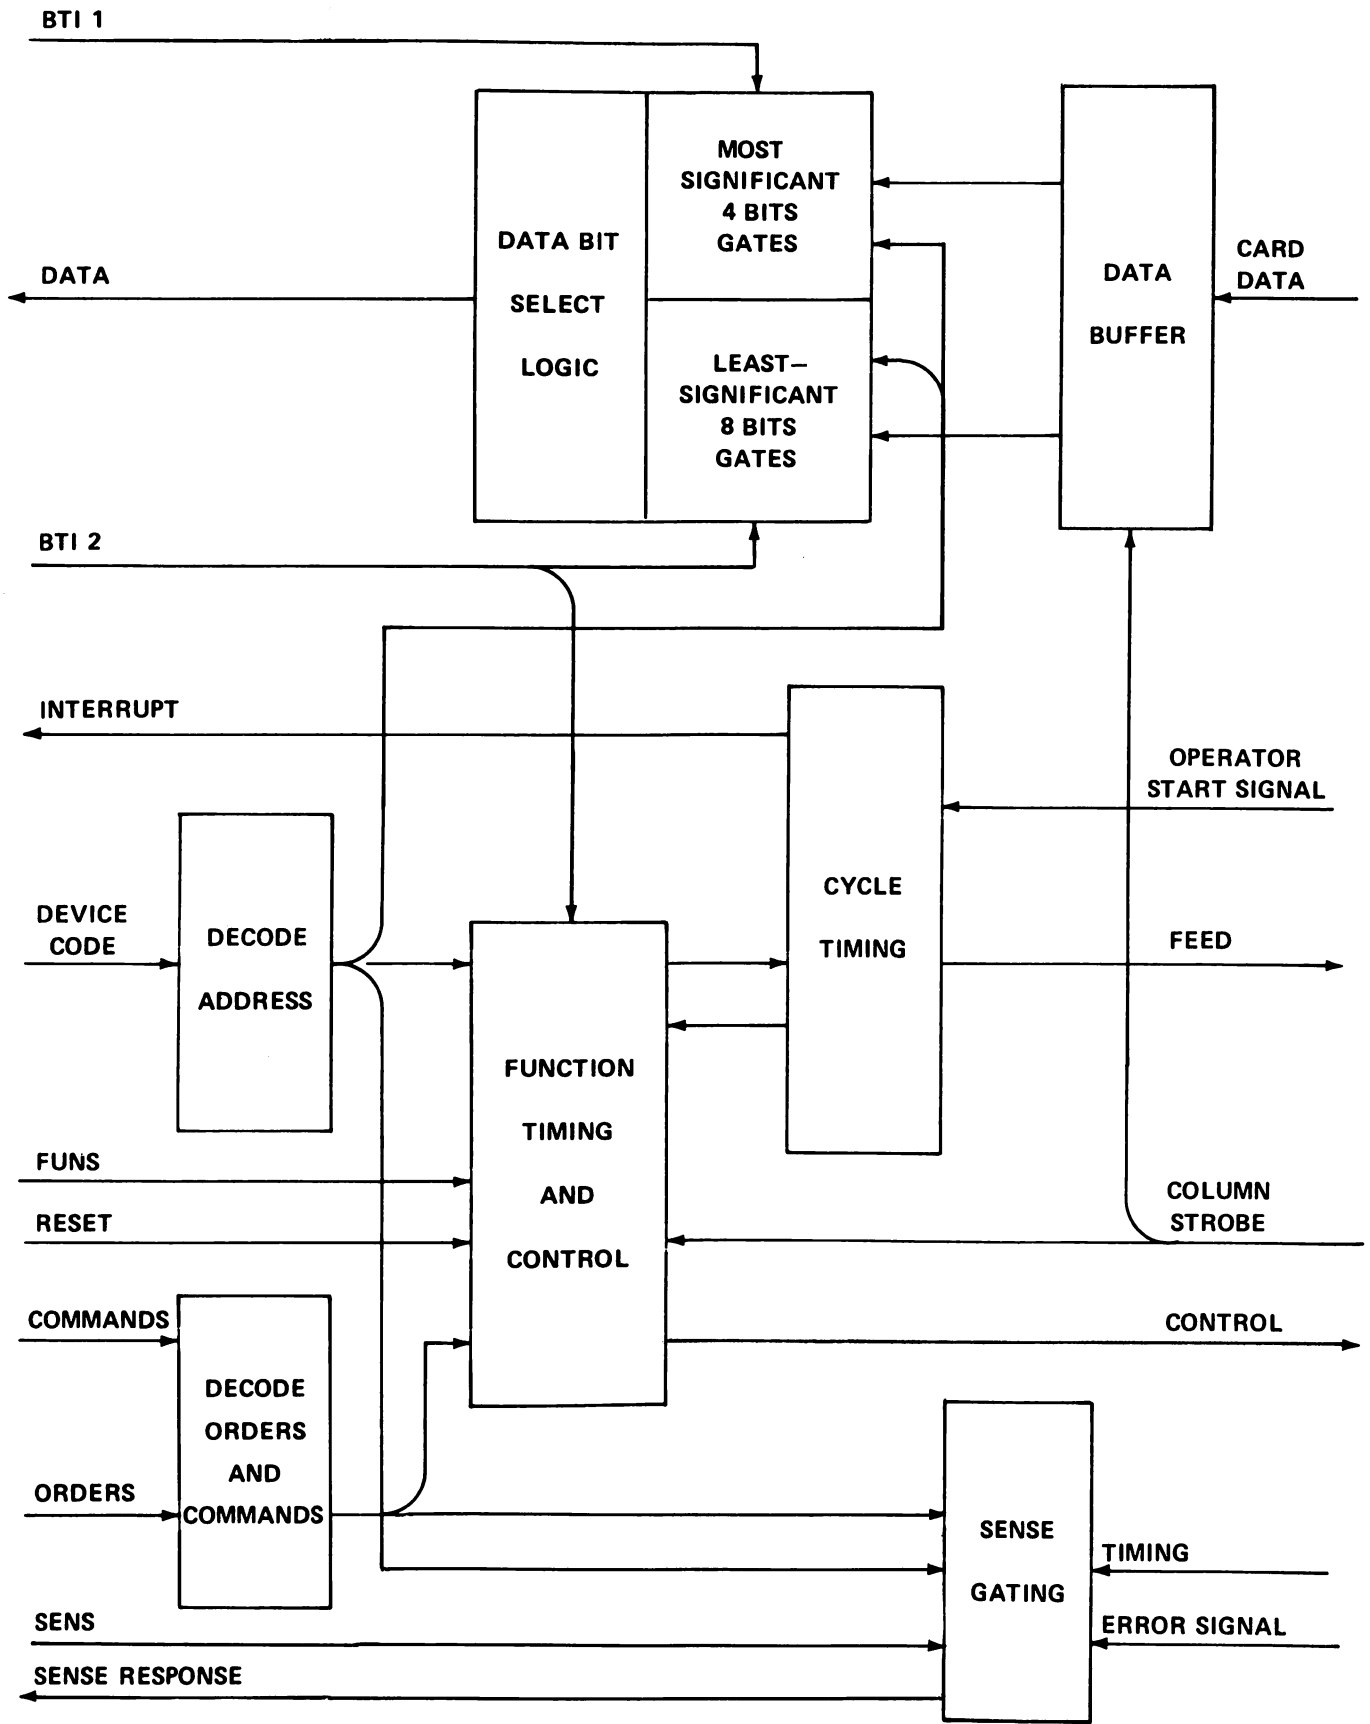 BTI 1
MOST
SIGNIFICANT
4 BITS
GATES
DATA BIT
SELECT
LOGIC
LEAST—
SIGNIFICANT
8 BITS
GATES
DATA
BUFFER
CARD
DATA
DATA
BTI 2
INTERRUPT
OPERATOR
START SIGNAL
CYCLE
TIMING
DEVICE
CODE
DECODE
ADDRESS
FEED
FUNCTION
TIMING
AND
CONTROL
FUNS
RESET
COLUMN
STROBE
COMMANDS
CONTROL
DECODE
ORDERS
AND
COMMANDS
ORDERS
SENSE
GATING
TIMING
ERROR SIGNAL
SENS
SENSE RESPONSE